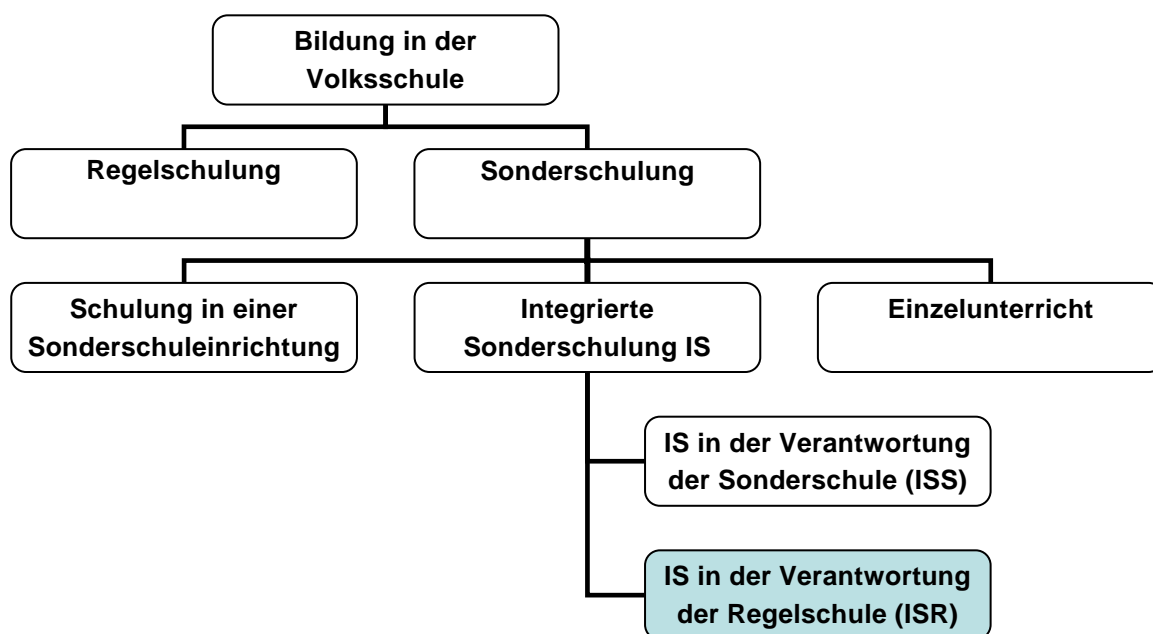 Bildung in der
Volksschule
Regelschulung
Sonderschulung
Schulung in einer
Sonderschuleinrichtung
Integrierte
Sonderschulung IS
Einzelunterricht
IS in der Verantwortung
der Sonderschule (ISS)
IS in der Verantwortung
der Regelschule (ISR)